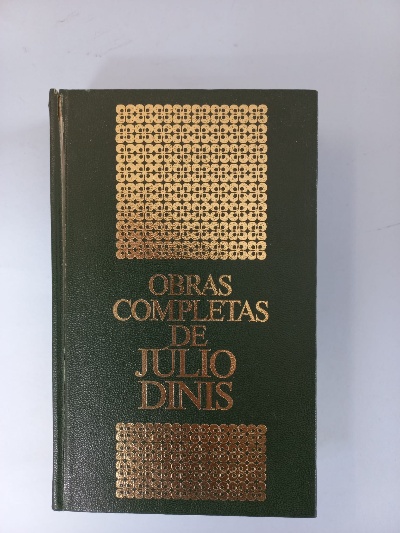 OBRAS
COMPLETAS
DE
JULIO
DINIS